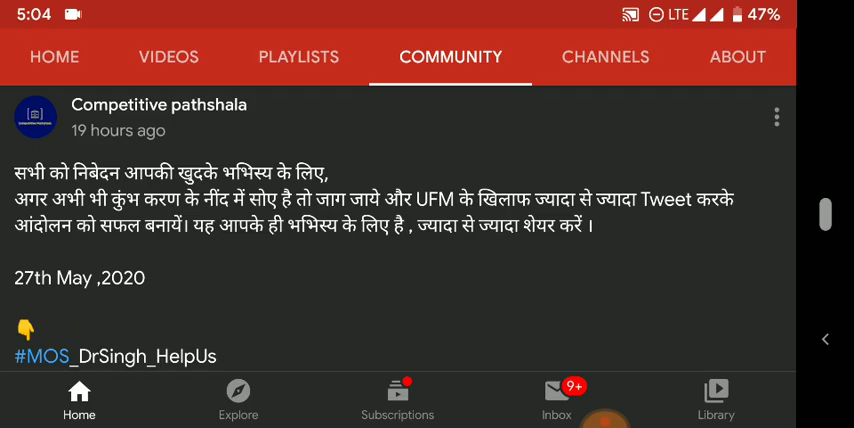 5:04 LTE 47%
HOME VIDEOS PLAYLISTS COMMUNITY CHANNELS ABOUT
Competitive pathshala
19 hours ago
सभी को निबेदन आपकी खुदके भभिस्य के लिए,
अगर अभी भी कुंभ करण के नींद में सोए है तो जाग जाये और UFM के खिलाफ ज्यादा से ज्यादा Tweet करके
आंदोलन को सफल बनायें। यह आपके ही भभिस्य के लिए है , ज्यादा से ज्यादा शेयर करें ।
27th May ,2020
👇
#MOS_DrSingh_HelpUs
9+
Home Explore Subscriptions Inbox Library